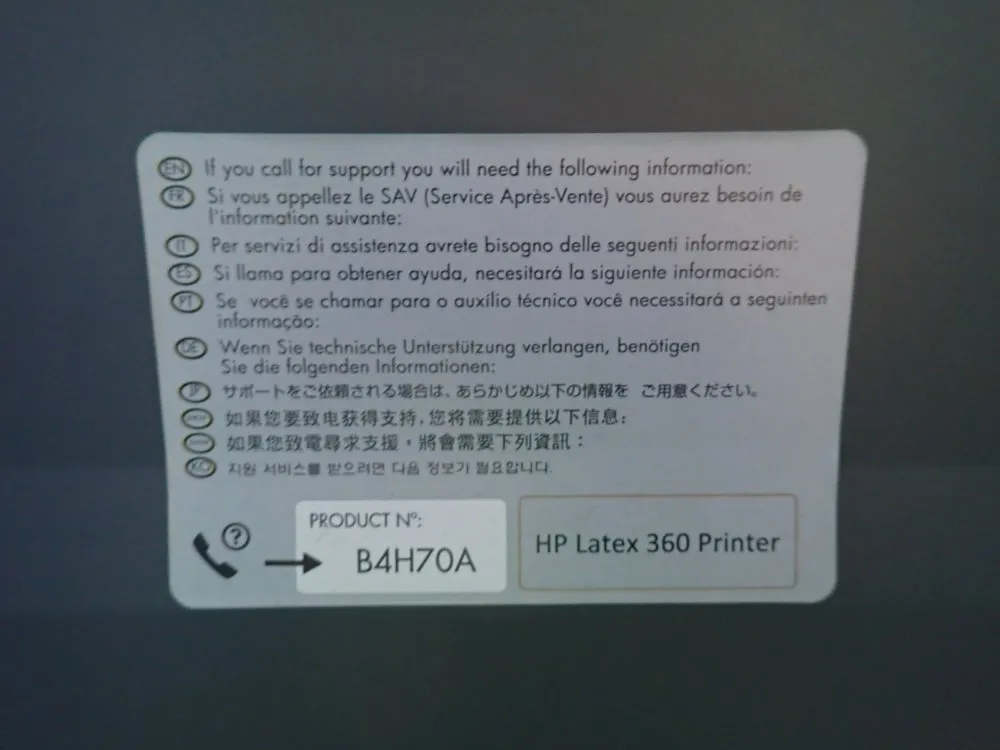 EN If you call for support you will need the following information:
FR Si vous appellez le SAV (Service Après-Vente) vous aurez besoin de
l'information suivante:
IT Per servizi di assistenza avrete bisogno delle seguenti informazioni:
ES Si llama para obtener ayuda, necesitará la siguiente información:
PT Se você se chamar para o auxílio técnico você necessitará a seguinten
informação:
DE Wenn Sie technische Unterstützung verlangen, benötigen
Sie die folgenden Informationen:
JP サポートをご依頼される場合は、あらかじめ以下の情報を ご用意ください。
如果您要致电获得支持,您将需要提供以下信息:
如果您致電尋求支援,將會需要下列資訊:
KO 지원 서비스를 받으려면 다음 정보가 필요합니다.
?
PRODUCT Nº:
B4H70A
HP Latex 360 Printer